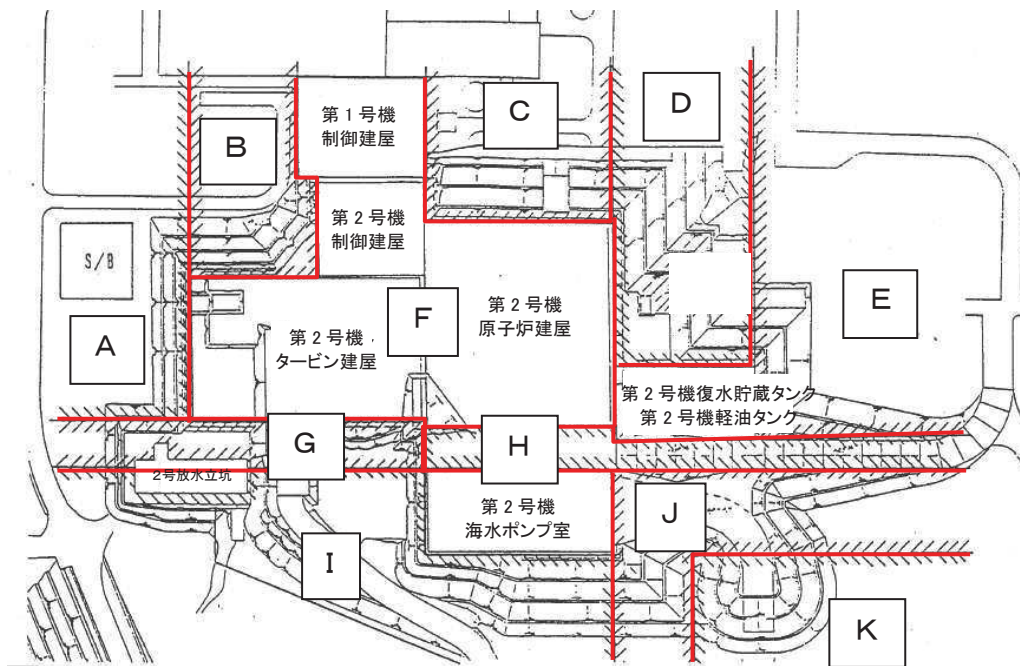 B
第１号機
制御建屋
C
D
第２号機
制御建屋
S/B
A
第２号機
タービン建屋
F
第２号機
原子炉建屋
E
第２号機復水貯蔵タンク
第２号機軽油タンク
G
H
２号放水立坑
第２号機
海水ポンプ室
J
I
K